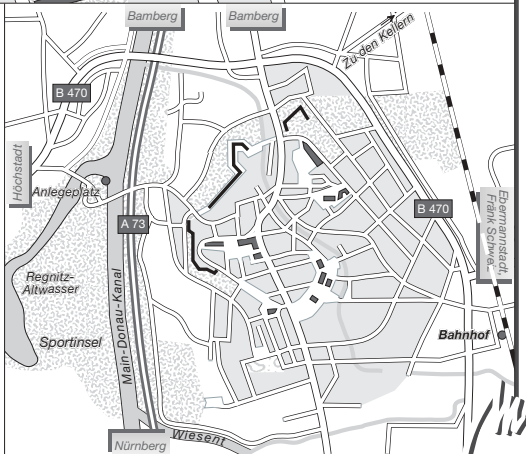 Bamberg
Bamberg
Zu den Kellern
B 470
Höchstadt
Anlegeplatz
A 73
B 470
Ebermannstadt,
Fränk Schwei..
Regnitz-
Altwasser
Main-Donau-Kanal
Sportinsel
Bahnhof
Nürnberg
Wiesent